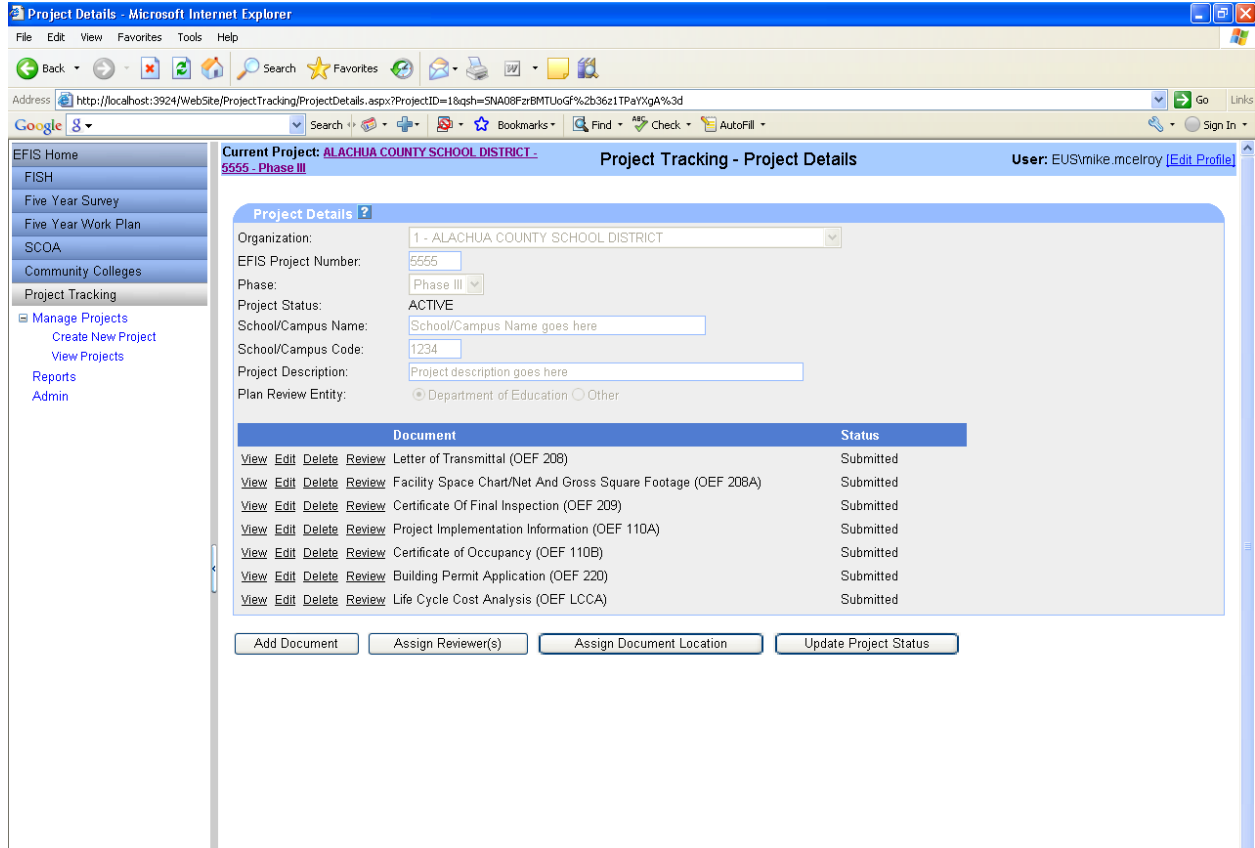 Project Details - Microsoft Internet Explorer
File Edit View Favorites Tools Help
Back Search Favorites
Address http://localhost:3924/WebSite/ProjectTracking/ProjectDetails.aspx?ProjectID=1&qsh=SNA08FzrBMTUoGf%2b36z1TPaYXgA%3d Go Links
Google Search Bookmarks Find Check AutoFill Sign In
EFIS Home
FISH
Five Year Survey
Five Year Work Plan
SCOA
Community Colleges
Project Tracking
Manage Projects
Create New Project
View Projects
Reports
Admin
Current Project: ALACHUA COUNTY SCHOOL DISTRICT -
5555 - Phase III
Project Tracking - Project Details
User: EUS\mike.mcelroy [Edit Profile]
Project Details ?
Organization: 1 - ALACHUA COUNTY SCHOOL DISTRICT
EFIS Project Number: 5555
Phase: Phase III
Project Status: ACTIVE
School/Campus Name: School/Campus Name goes here
School/Campus Code: 1234
Project Description: Project description goes here
Plan Review Entity: Department of Education Other
Document Status
View Edit Delete Review Letter of Transmittal (OEF 208) Submitted
View Edit Delete Review Facility Space Chart/Net And Gross Square Footage (OEF 208A) Submitted
View Edit Delete Review Certificate Of Final Inspection (OEF 209) Submitted
View Edit Delete Review Project Implementation Information (OEF 110A) Submitted
View Edit Delete Review Certificate of Occupancy (OEF 110B) Submitted
View Edit Delete Review Building Permit Application (OEF 220) Submitted
View Edit Delete Review Life Cycle Cost Analysis (OEF LCCA) Submitted
Add Document Assign Reviewer(s) Assign Document Location Update Project Status